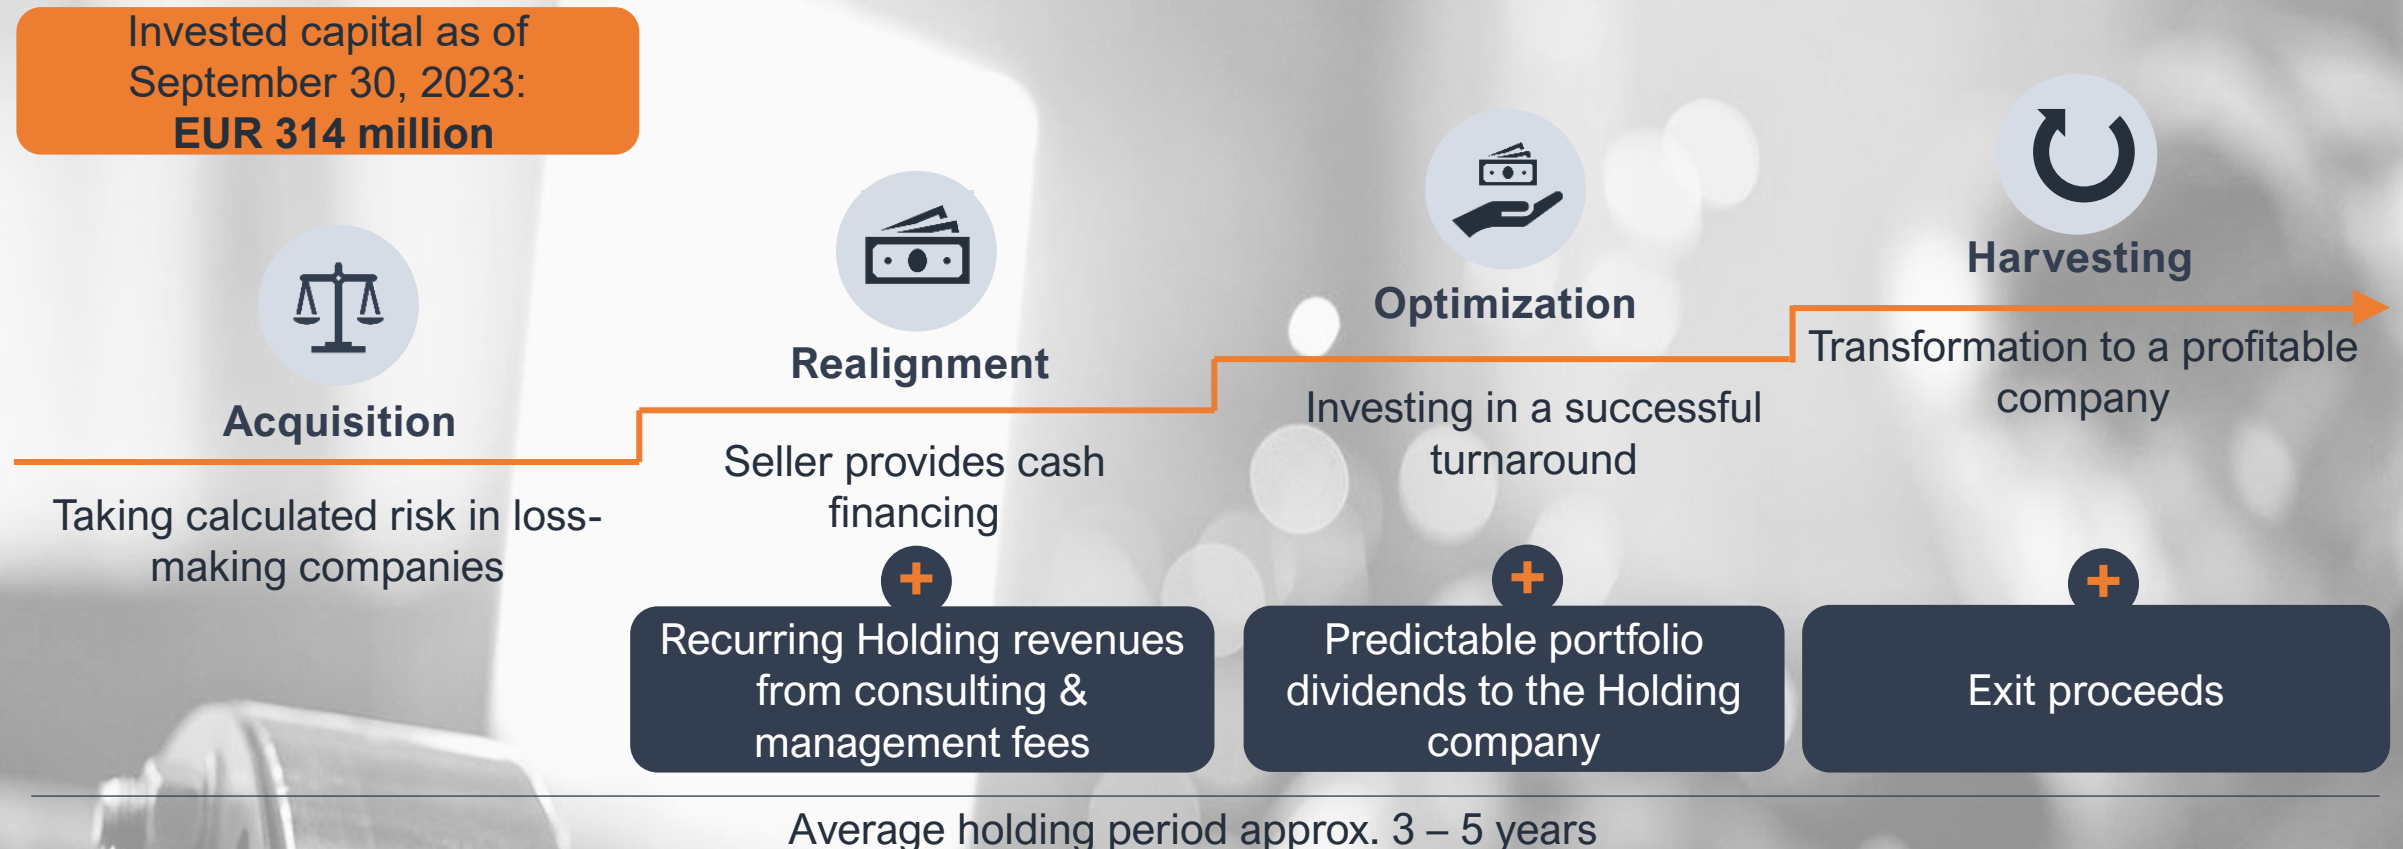 Invested capital as of
September 30, 2023:
EUR 314 million
Acquisition
Taking calculated risk in loss-
making companies
Realignment
Seller provides cash
financing
Recurring Holding revenues
from consulting &
management fees
Optimization
Investing in a successful
turnaround
Predictable portfolio
dividends to the Holding
company
Harvesting
Transformation to a profitable
company
Exit proceeds
Average holding period approx. 3 – 5 years